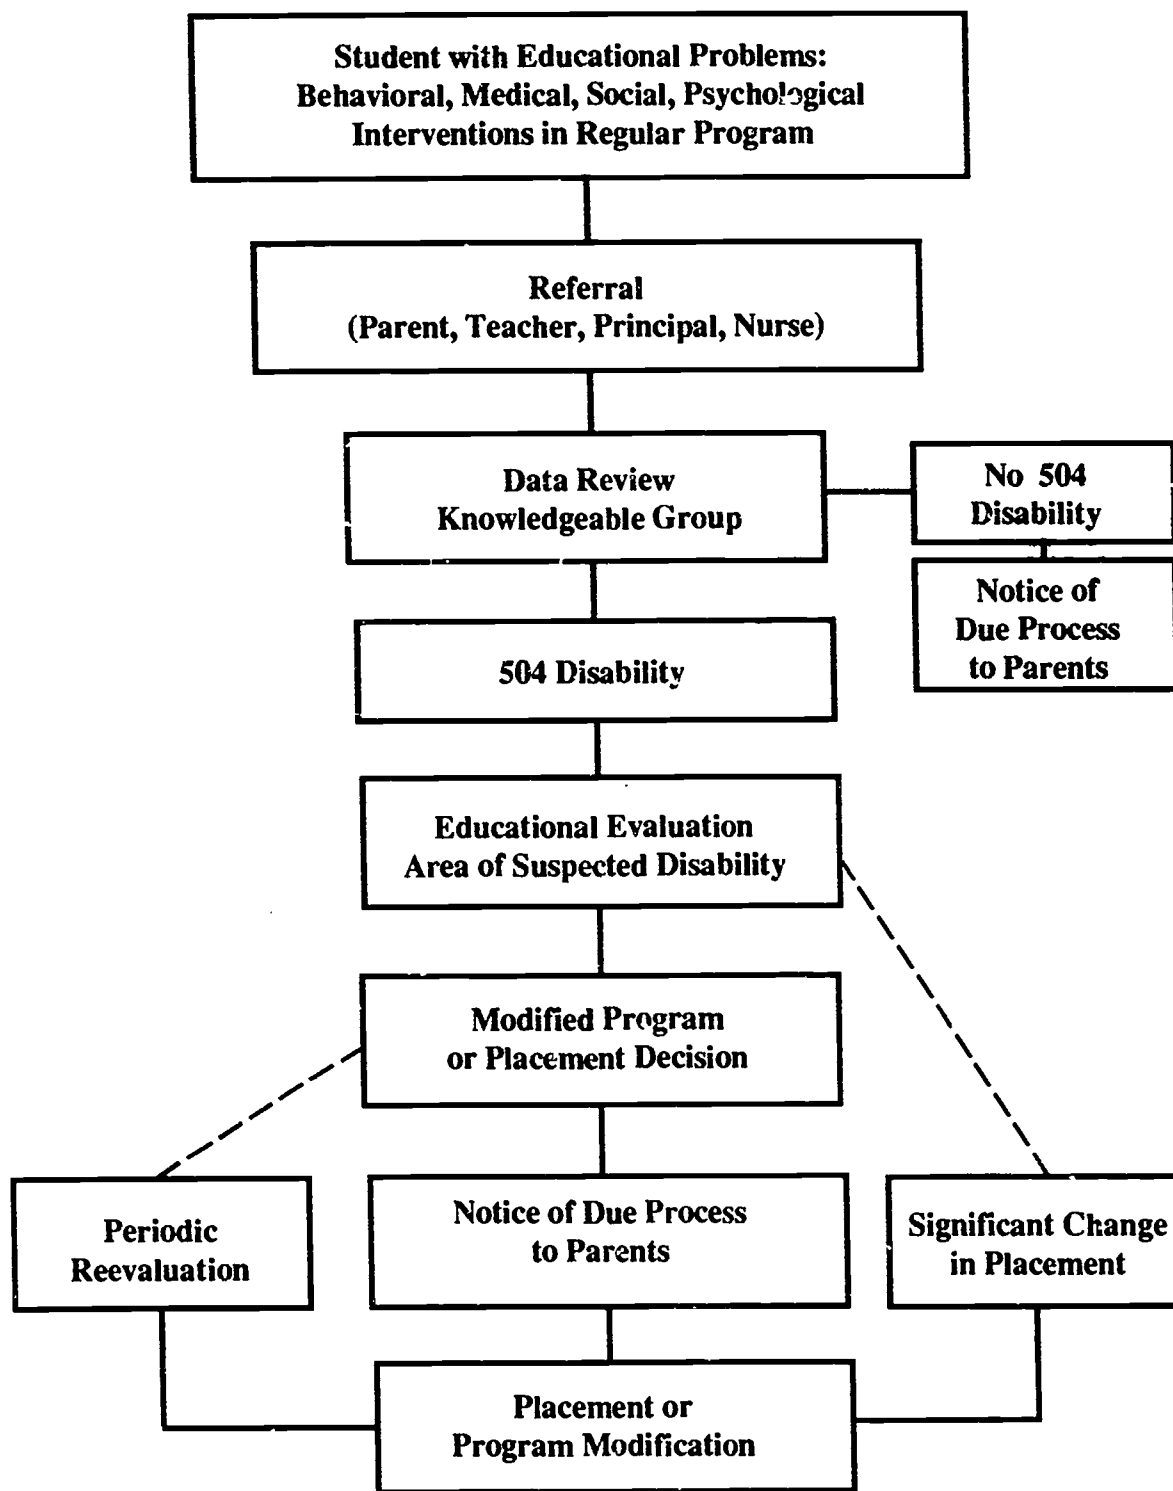 Student with Educational Problems:
Behavioral, Medical, Social, Psychological
Interventions in Regular Program
Referral
(Parent, Teacher, Principal, Nurse)
Data Review
Knowledgeable Group
No 504
Disability
Notice of
Due Process
to Parents
504 Disability
Educational Evaluation
Area of Suspected Disability
Modified Program
or Placement Decision
Periodic
Reevaluation
Notice of Due Process
to Parents
Significant Change
in Placement
Placement or
Program Modification